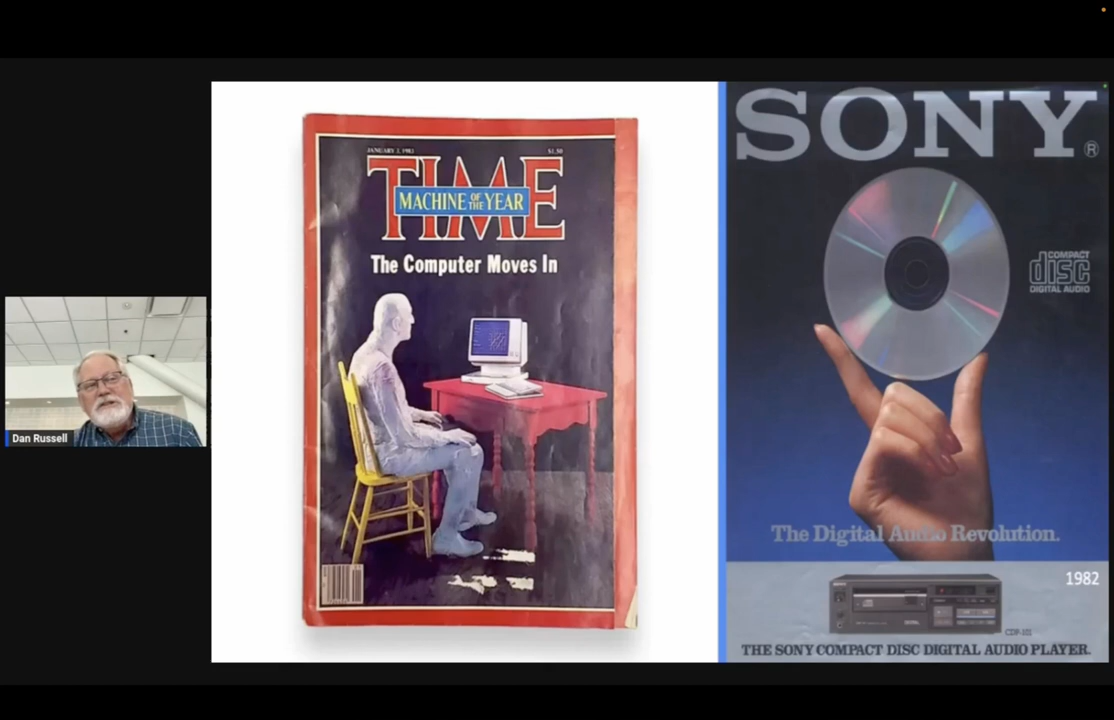 JANUARY 3, 1983
$1.50
TIME
MACHINE OF THE YEAR
The Computer Moves In
Dan Russell
SONY®
COMPACT
disc
DIGITAL AUDIO
The Digital Audio Revolution.
1982
CDP-101
THE SONY COMPACT DISC DIGITAL AUDIO PLAYER.